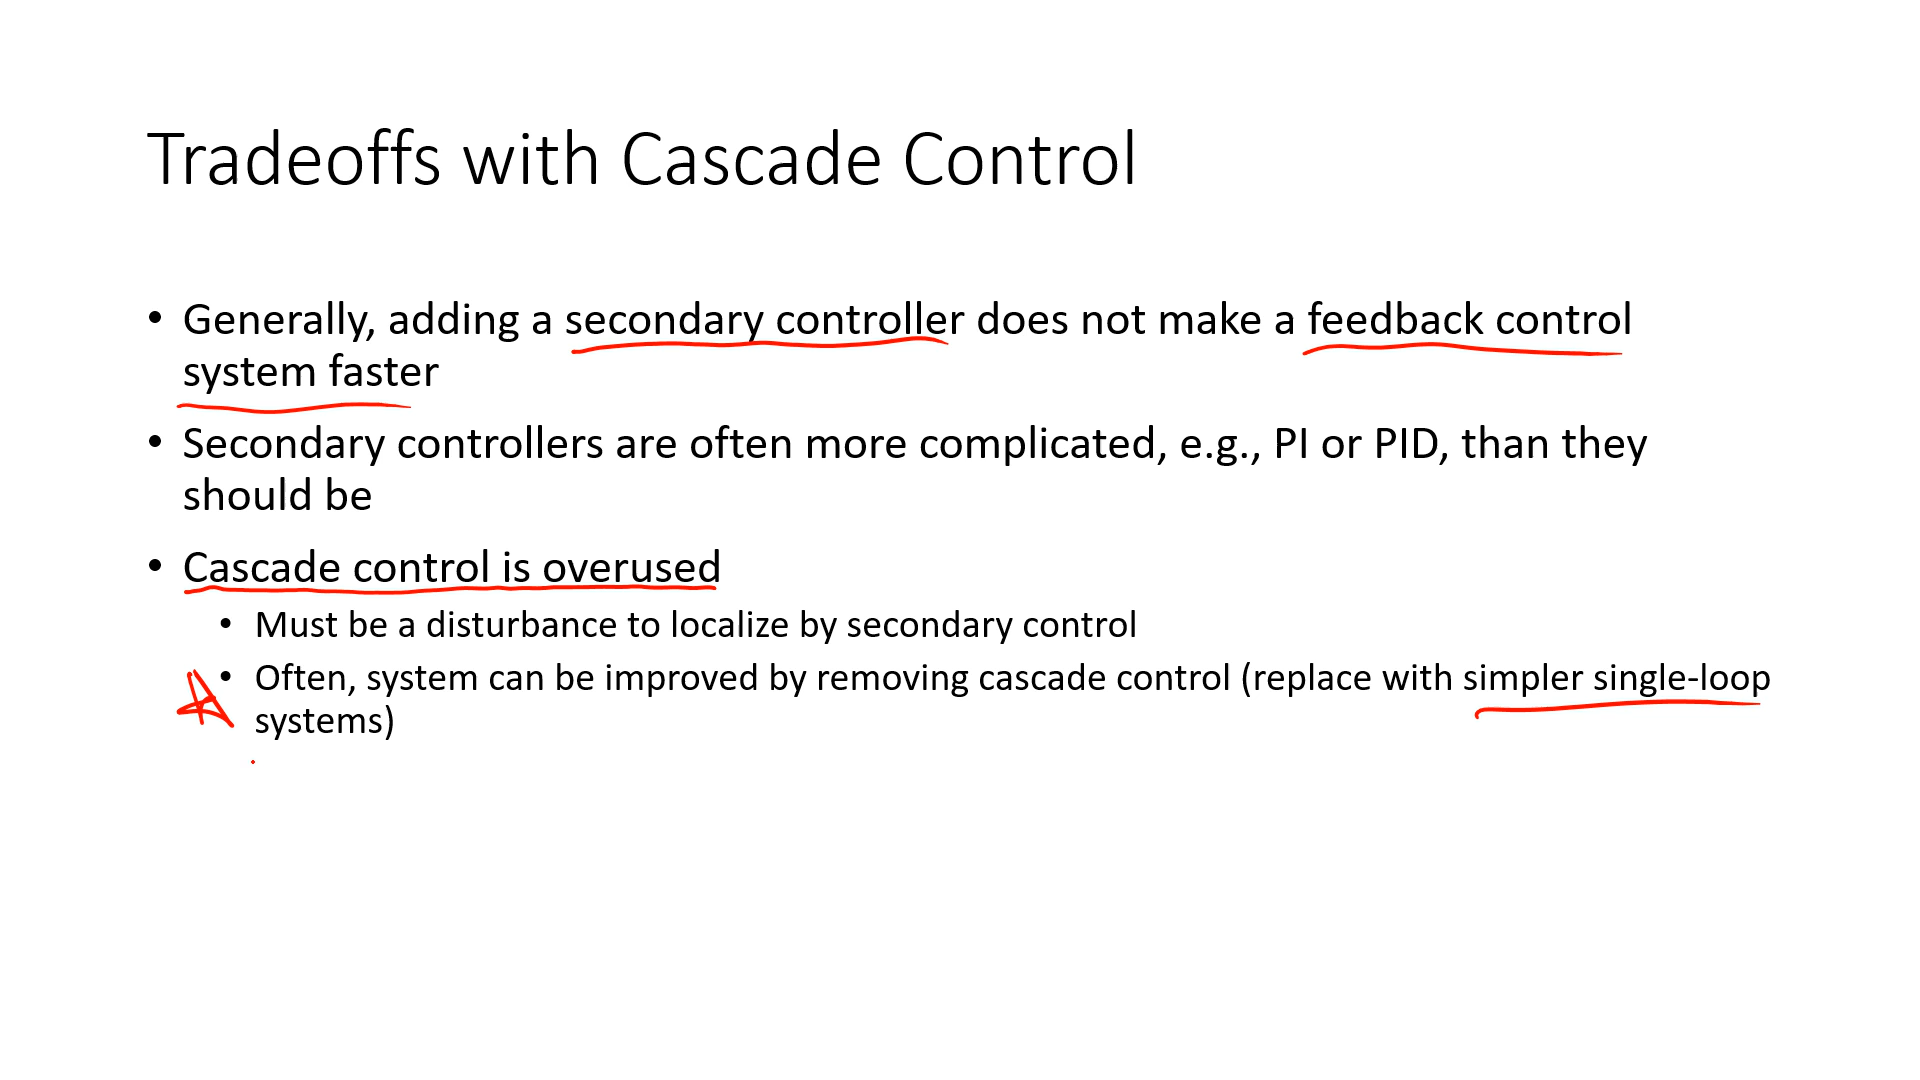 Tradeoffs with Cascade Control
• Generally, adding a secondary controller does not make a feedback control
system faster
• Secondary controllers are often more complicated, e.g., PI or PID, than they
should be
• Cascade control is overused
• Must be a disturbance to localize by secondary control
• Often, system can be improved by removing cascade control (replace with simpler single-loop
systems)